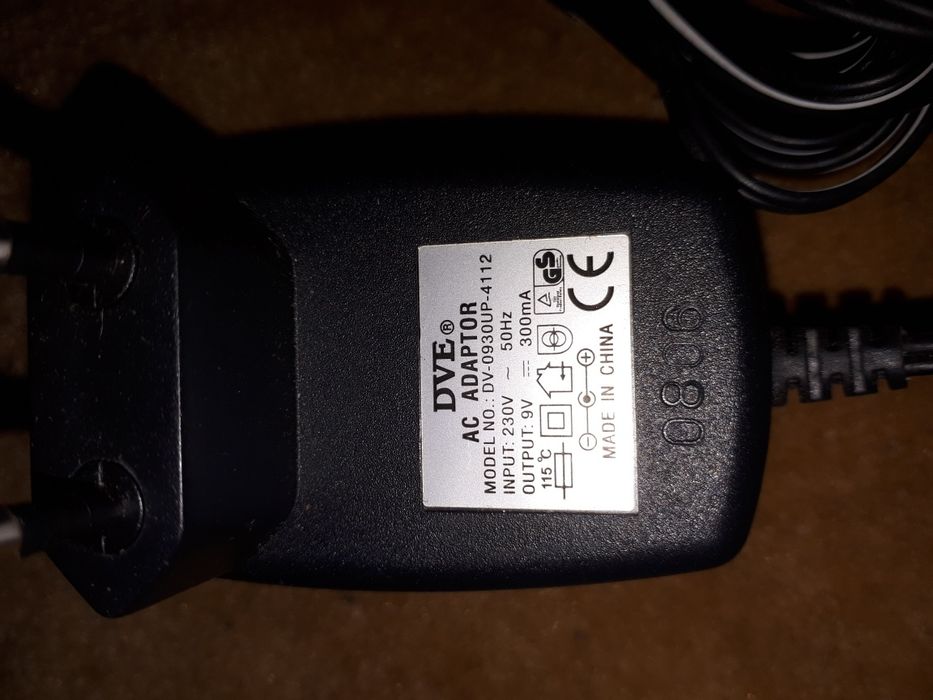 DVE®
AC ADAPTOR
MODEL NO.: DV-0930UP-4112
INPUT: 230V ~ 50Hz
OUTPUT: 9V ⎓ 300mA
115℃
GS
CE
MADE IN CHINA
0806